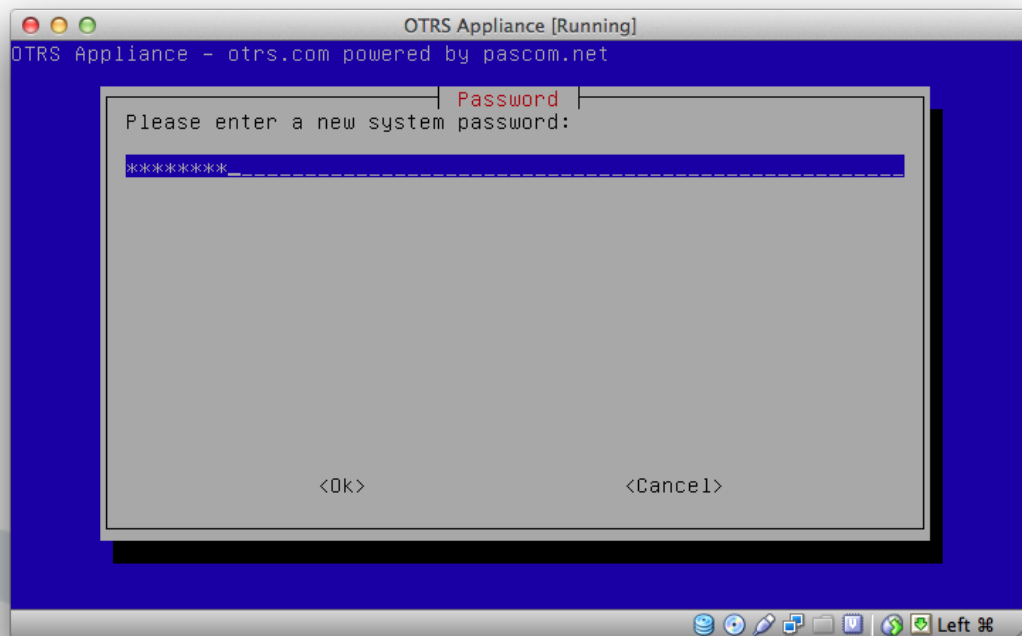 OTRS Appliance [Running]
OTRS Appliance – otrs.com powered by pascom.net
Password
Please enter a new system password:
********_
<Ok> <Cancel>
Left ⌘